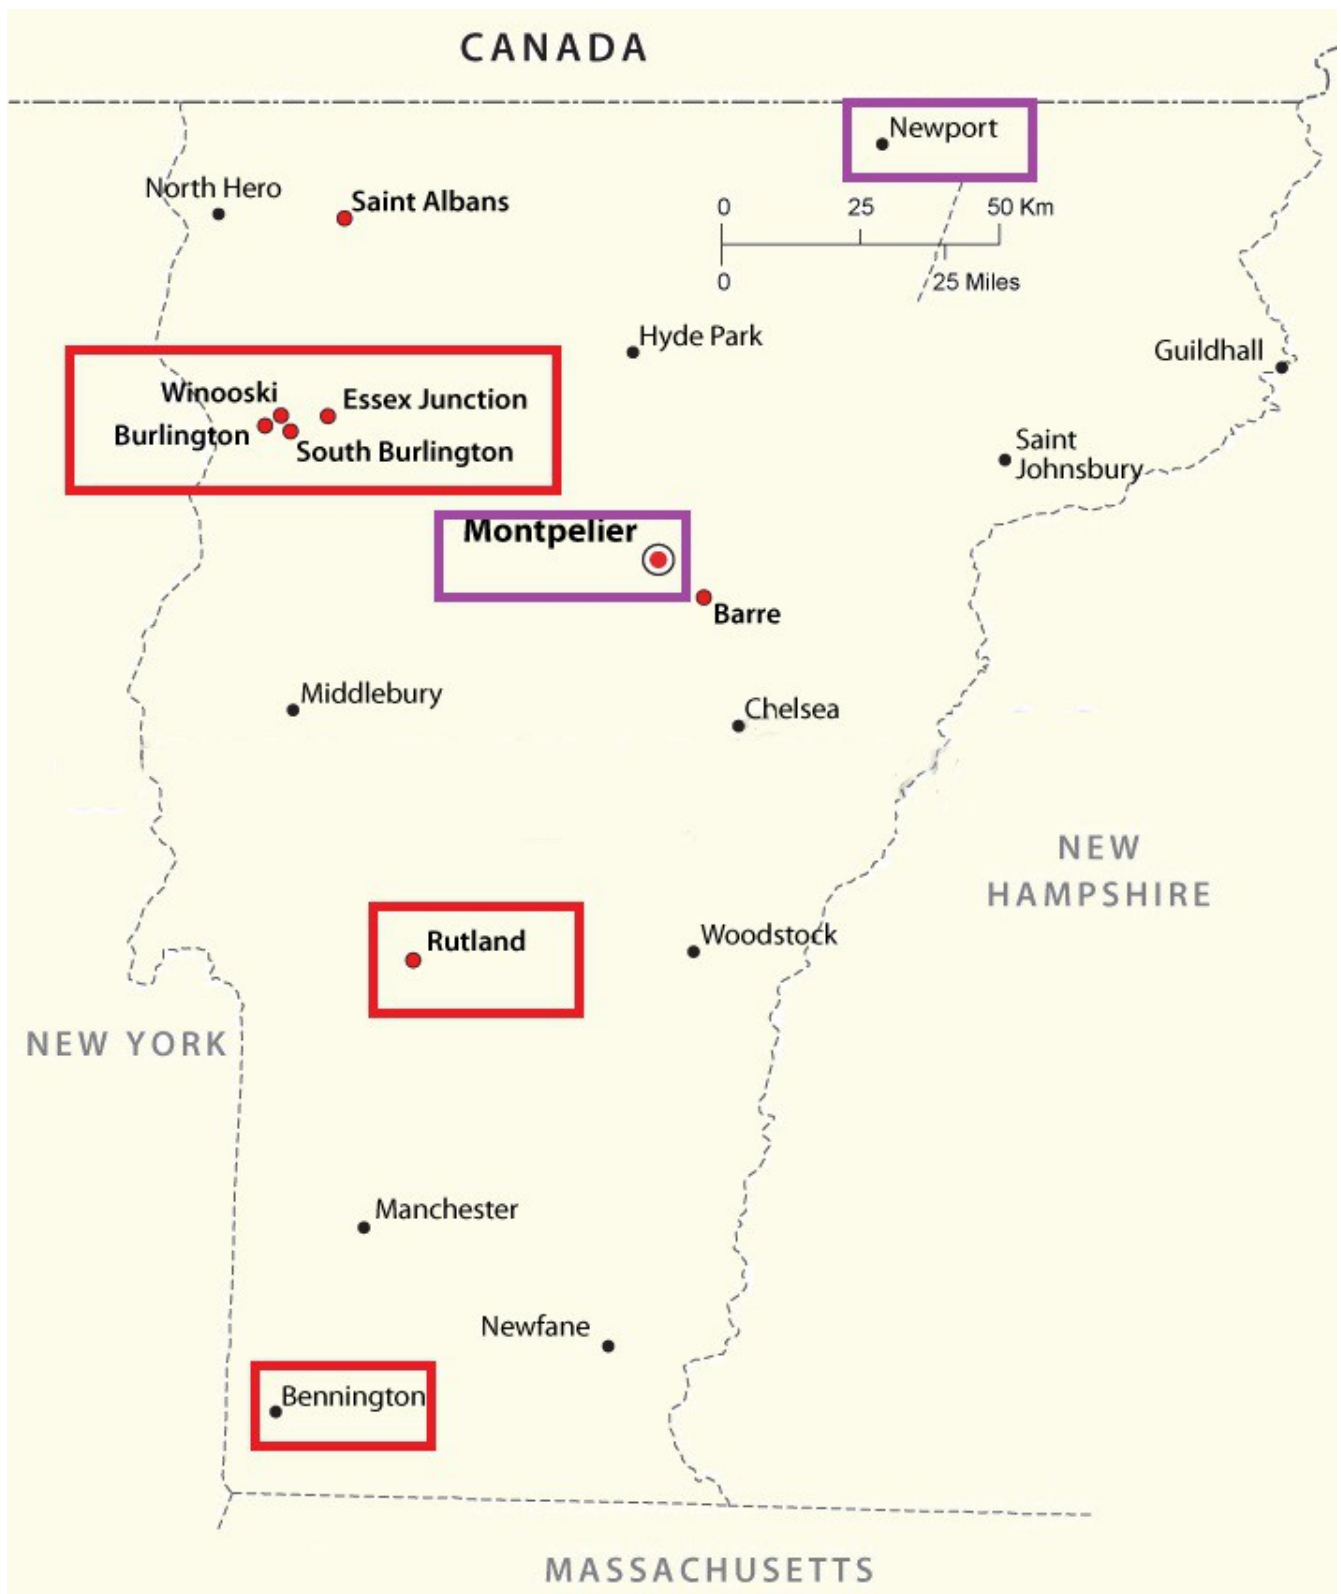 CANADA
Newport
North Hero
Saint Albans
0 25 50 Km
0 25 Miles
Hyde Park
Guildhall
Winooski
Essex Junction
Burlington
South Burlington
Saint
Johnsbury
Montpelier
Barre
Middlebury
Chelsea
NEW
HAMPSHIRE
Rutland
Woodstock
NEW YORK
Manchester
Newfane
Bennington
MASSACHUSETTS